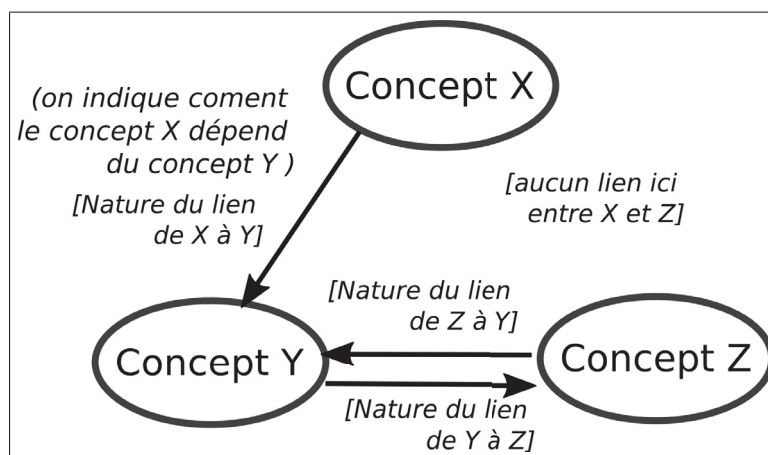 Concept X
(on indique coment
le concept X dépend
du concept Y )
[Nature du lien
de X à Y]
[aucun lien ici
entre X et Z]
[Nature du lien
de Z à Y]
Concept Y
Concept Z
[Nature du lien
de Y à Z]